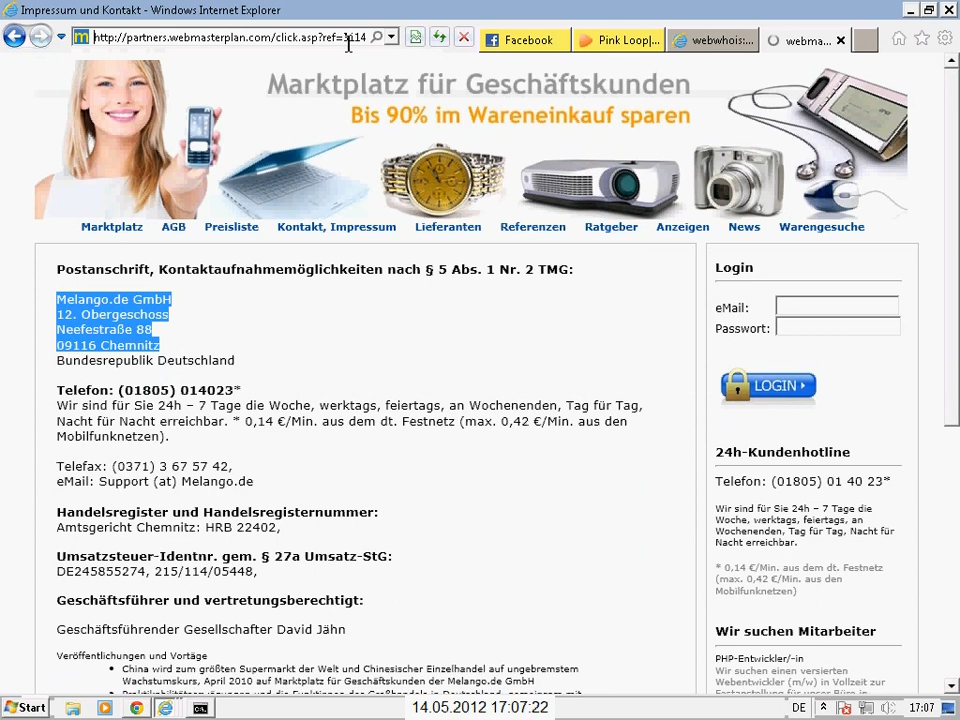 Impressum und Kontakt - Windows Internet Explorer
http://partners.webmasterplan.com/click.asp?ref=
Facebook
Pink Loop|...
webwhois:...
webma...
Marktplatz für Geschäftskunden
Bis 90% im Wareneinkauf sparen
Marktplatz AGB Preisliste Kontakt, Impressum Lieferanten Referenzen Ratgeber Anzeigen News Warengesuche
Postanschrift, Kontaktaufnahmemöglichkeiten nach § 5 Abs. 1 Nr. 2 TMG:
Melango.de GmbH
12. Obergeschoss
Neefestraße 88
09116 Chemnitz
Bundesrepublik Deutschland
Telefon: (01805) 014023*
Wir sind für Sie 24h – 7 Tage die Woche, werktags, feiertags, an Wochenenden, Tag für Tag,
Nacht für Nacht erreichbar. * 0,14 €/Min. aus dem dt. Festnetz (max. 0,42 €/Min. aus den
Mobilfunknetzen).
Telefax: (0371) 3 67 57 42,
eMail: Support (at) Melango.de
Handelsregister und Handelsregisternummer:
Amtsgericht Chemnitz: HRB 22402,
Umsatzsteuer-Identnr. gem. § 27a Umsatz-StG:
DE245855274, 215/114/05448,
Geschäftsführer und vertretungsberechtigt:
Geschäftsführender Gesellschafter David Jähn
Veröffentlichungen und Vortäge
China wird zum größten Supermarkt der Welt und Chinesischer Einzelhandel auf ungebremstem
Wachstumskurs, April 2010 auf Marktplatz für Geschäftskunden der Melango.de GmbH
Login
eMail:
Passwort:
LOGIN
24h-Kundenhotline
Telefon: (01805) 01 40 23*
Wir sind für Sie 24h – 7 Tage die
Woche, werktags, feiertags, an
Wochenenden, Tag für Tag, Nacht für
Nacht erreichbar.
* 0,14 €/Min. aus dem dt. Festnetz
(max. 0,42 €/Min. aus den
Mobilfunknetzen)
Wir suchen Mitarbeiter
PHP-Entwickler/-in
Wir suchen einen versierten
Webentwickler (m/w) in Vollzeit zur
Start
14.05.2012 17:07:22
DE
17:07